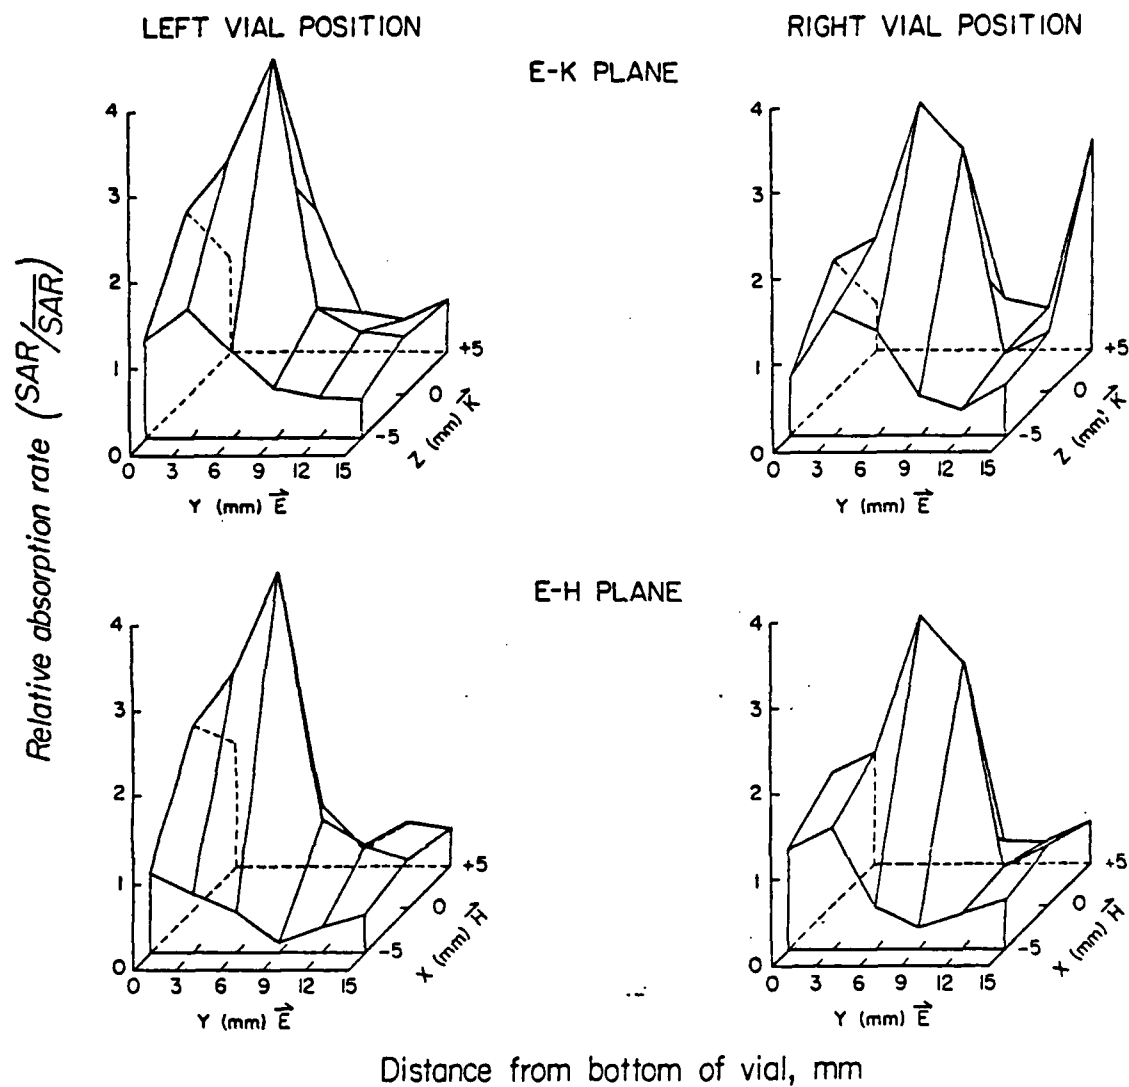 LEFT VIAL POSITION
RIGHT VIAL POSITION
E-K PLANE
Relative absorption rate (SAR/SAR)
4
3
2
1
0
0 3 6 9 12 15
Y (mm) E
-5
0
+5
Z (mm) K
4
3
2
1
0
0 3 6 9 12 15
Y (mm) E
-5
0
+5
Z (mm) K
E-H PLANE
4
3
2
1
0
0 3 6 9 12 15
Y (mm) E
-5
0
+5
X (mm) H
4
3
2
1
0
0 3 6 9 12 15
Y (mm) E
-5
0
+5
X (mm) H
Distance from bottom of vial, mm